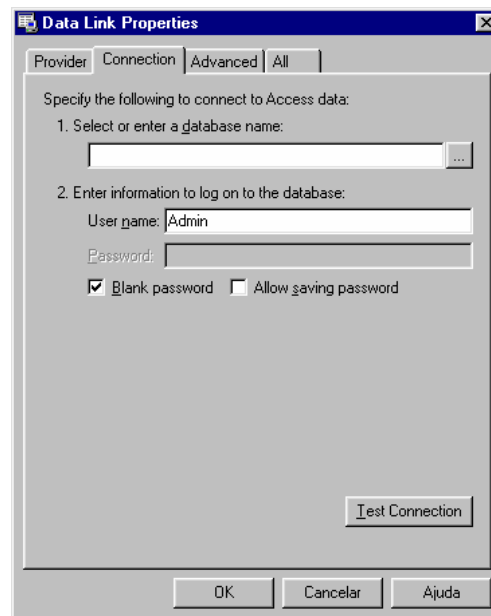 Data Link Properties
Provider Connection Advanced All
Specify the following to connect to Access data:
1. Select or enter a database name:
...
2. Enter information to log on to the database:
User name: Admin
Password:
Blank password Allow saving password
Test Connection
OK Cancelar Ajuda